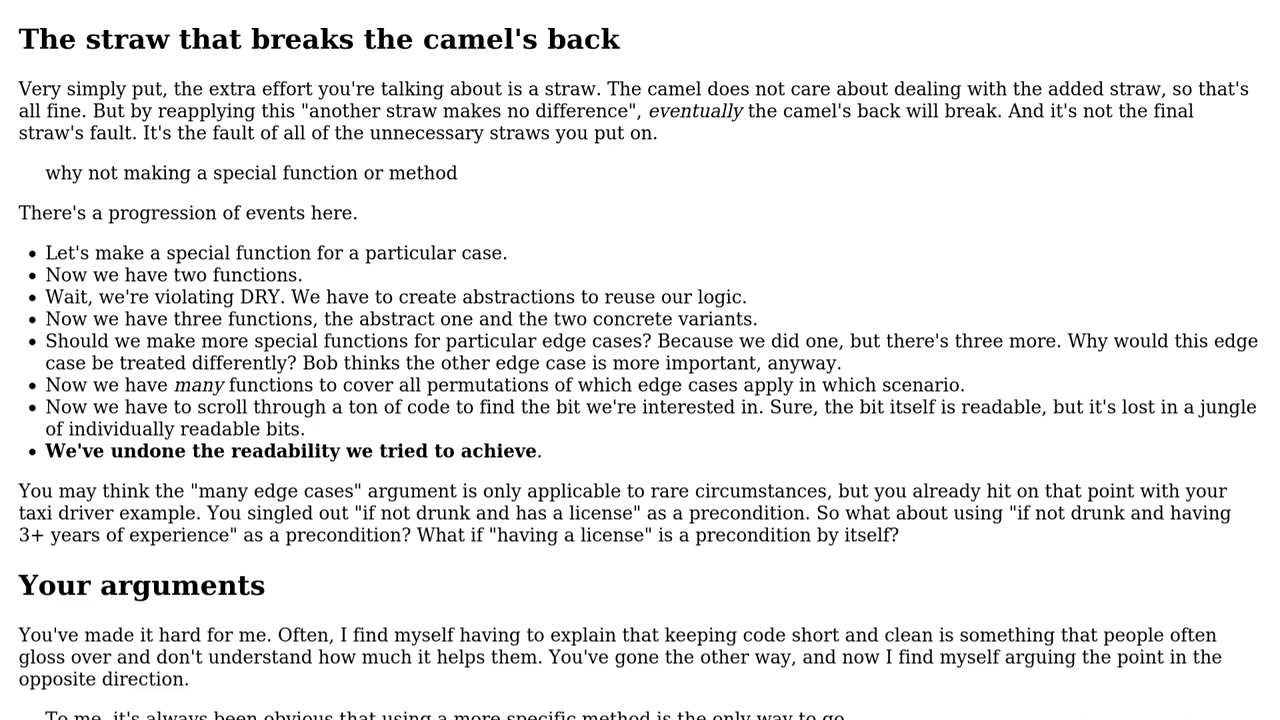 The straw that breaks the camel's back
Very simply put, the extra effort you're talking about is a straw. The camel does not care about dealing with the added straw, so that's
all fine. But by reapplying this "another straw makes no difference", eventually the camel's back will break. And it's not the final
straw's fault. It's the fault of all of the unnecessary straws you put on.
why not making a special function or method
There's a progression of events here.
• Let's make a special function for a particular case.
• Now we have two functions.
• Wait, we're violating DRY. We have to create abstractions to reuse our logic.
• Now we have three functions, the abstract one and the two concrete variants.
• Should we make more special functions for particular edge cases? Because we did one, but there's three more. Why would this edge
case be treated differently? Bob thinks the other edge case is more important, anyway.
• Now we have many functions to cover all permutations of which edge cases apply in which scenario.
• Now we have to scroll through a ton of code to find the bit we're interested in. Sure, the bit itself is readable, but it's lost in a jungle
of individually readable bits.
• We've undone the readability we tried to achieve.
You may think the "many edge cases" argument is only applicable to rare circumstances, but you already hit on that point with your
taxi driver example. You singled out "if not drunk and has a license" as a precondition. So what about using "if not drunk and having
3+ years of experience" as a precondition? What if "having a license" is a precondition by itself?
Your arguments
You've made it hard for me. Often, I find myself having to explain that keeping code short and clean is something that people often
gloss over and don't understand how much it helps them. You've gone the other way, and now I find myself arguing the point in the
opposite direction.
To me, it's always been obvious that using a more specific method is the only way to go